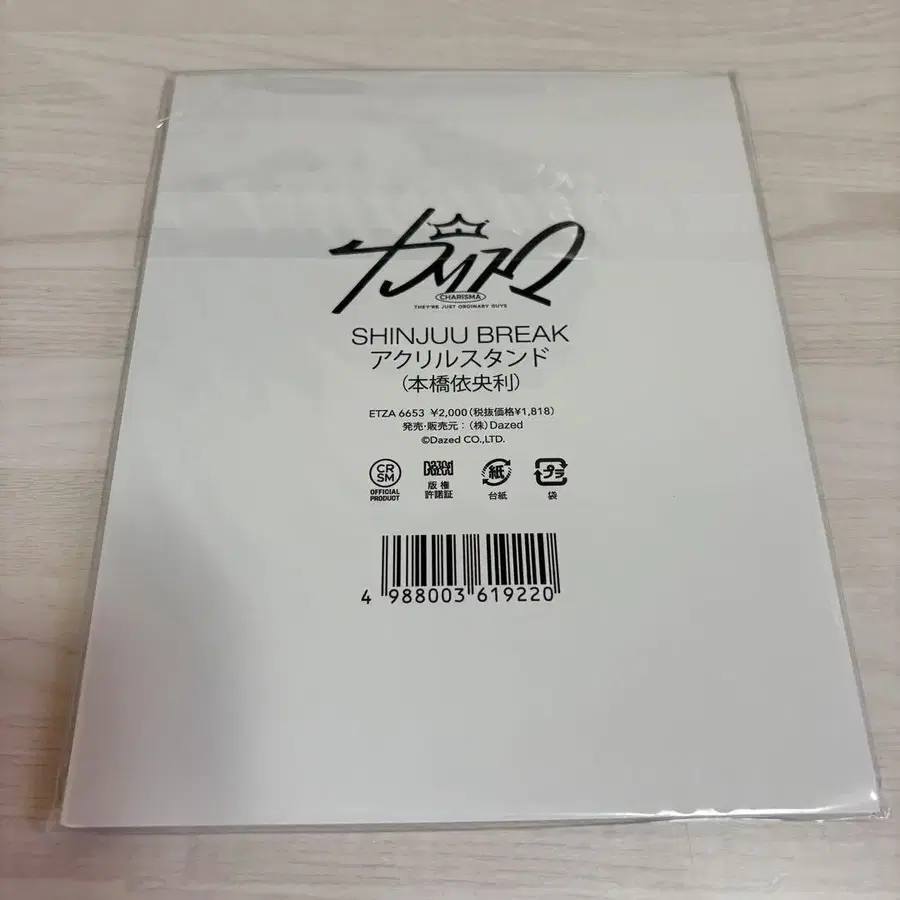 カリスマ
CHARISMA
THEY'RE JUST ORDINARY GUYS
SHINJUU BREAK
アクリルスタンド
(本橋依央利)
ETZA 6653 ¥2,000(税抜価格¥1,818)
発売・販売元:(株)Dazed
©Dazed CO.,LTD.
CR
SM
OFFICIAL
PRODUCT
Dazed
版権
許諾証
紙
台紙
プラ
袋
4 988003 619220